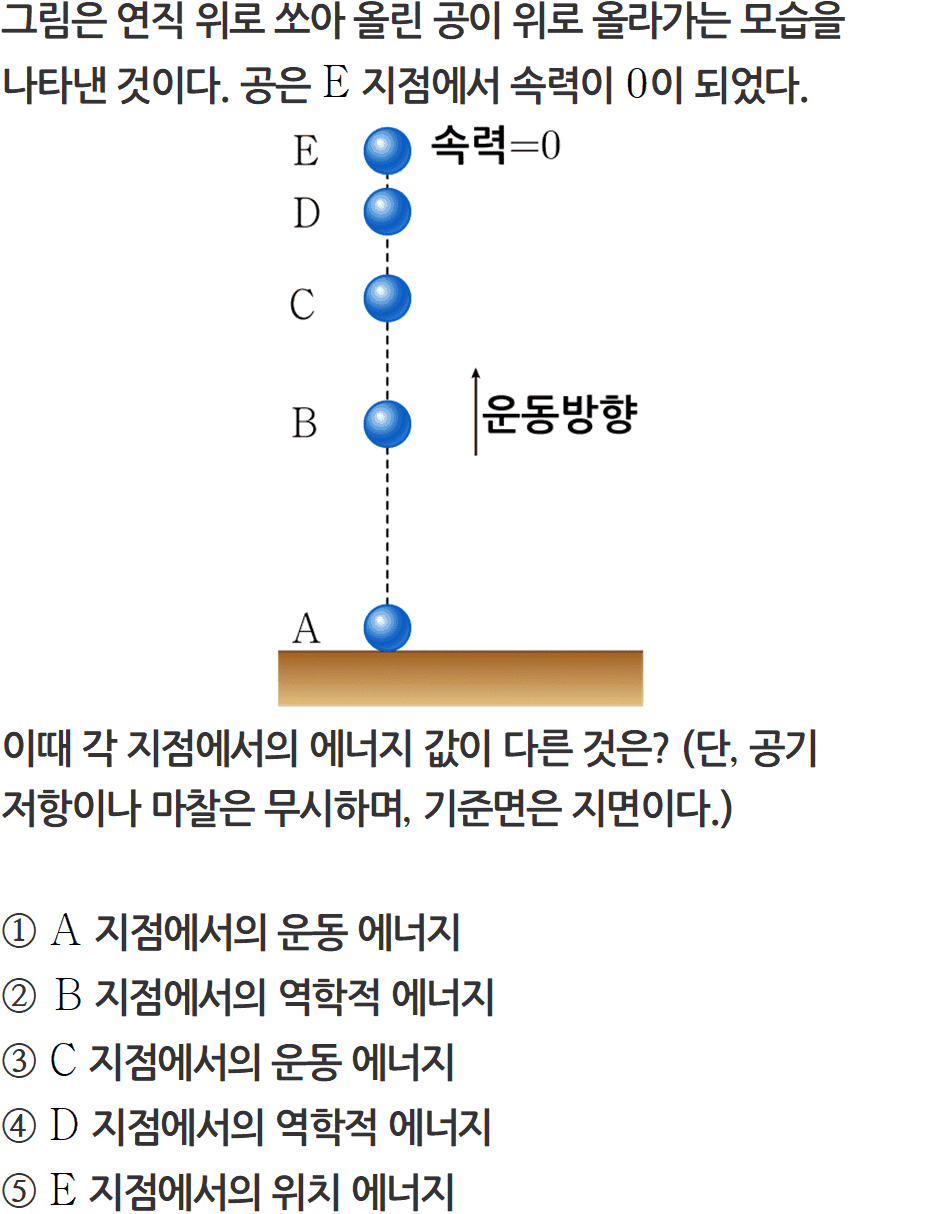 그림은 연직 위로 쏘아 올린 공이 위로 올라가는 모습을
나타낸 것이다. 공은 E 지점에서 속력이 0이 되었다.
E 속력=0
D
C
B 운동방향
A
이때 각 지점에서의 에너지 값이 다른 것은? (단, 공기
저항이나 마찰은 무시하며, 기준면은 지면이다.)
① A 지점에서의 운동 에너지
② B 지점에서의 역학적 에너지
③ C 지점에서의 운동 에너지
④ D 지점에서의 역학적 에너지
⑤ E 지점에서의 위치 에너지